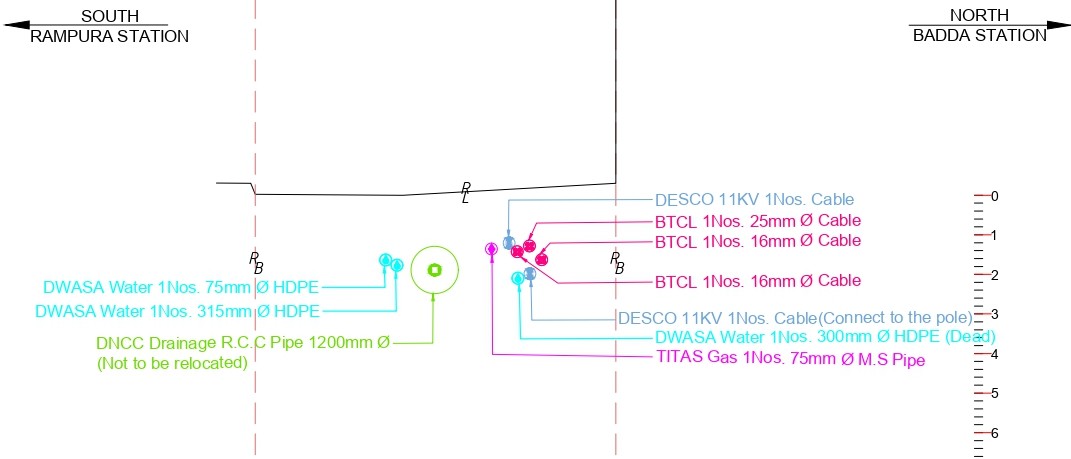 SOUTH
RAMPURA STATION
NORTH
BADDA STATION
R
L
DESCO 11KV 1Nos. Cable
BTCL 1Nos. 25mm Ø Cable
BTCL 1Nos. 16mm Ø Cable
P
B
P
B
DWASA Water 1Nos. 75mm Ø HDPE
BTCL 1Nos. 16mm Ø Cable
DWASA Water 1Nos. 315mm Ø HDPE
DESCO 11KV 1Nos. Cable(Connect to the pole)
DNCC Drainage R.C.C Pipe 1200mm Ø
(Not to be relocated)
DWASA Water 1Nos. 300mm Ø HDPE (Dead)
TITAS Gas 1Nos. 75mm Ø M.S Pipe
0
1
2
3
4
5
6